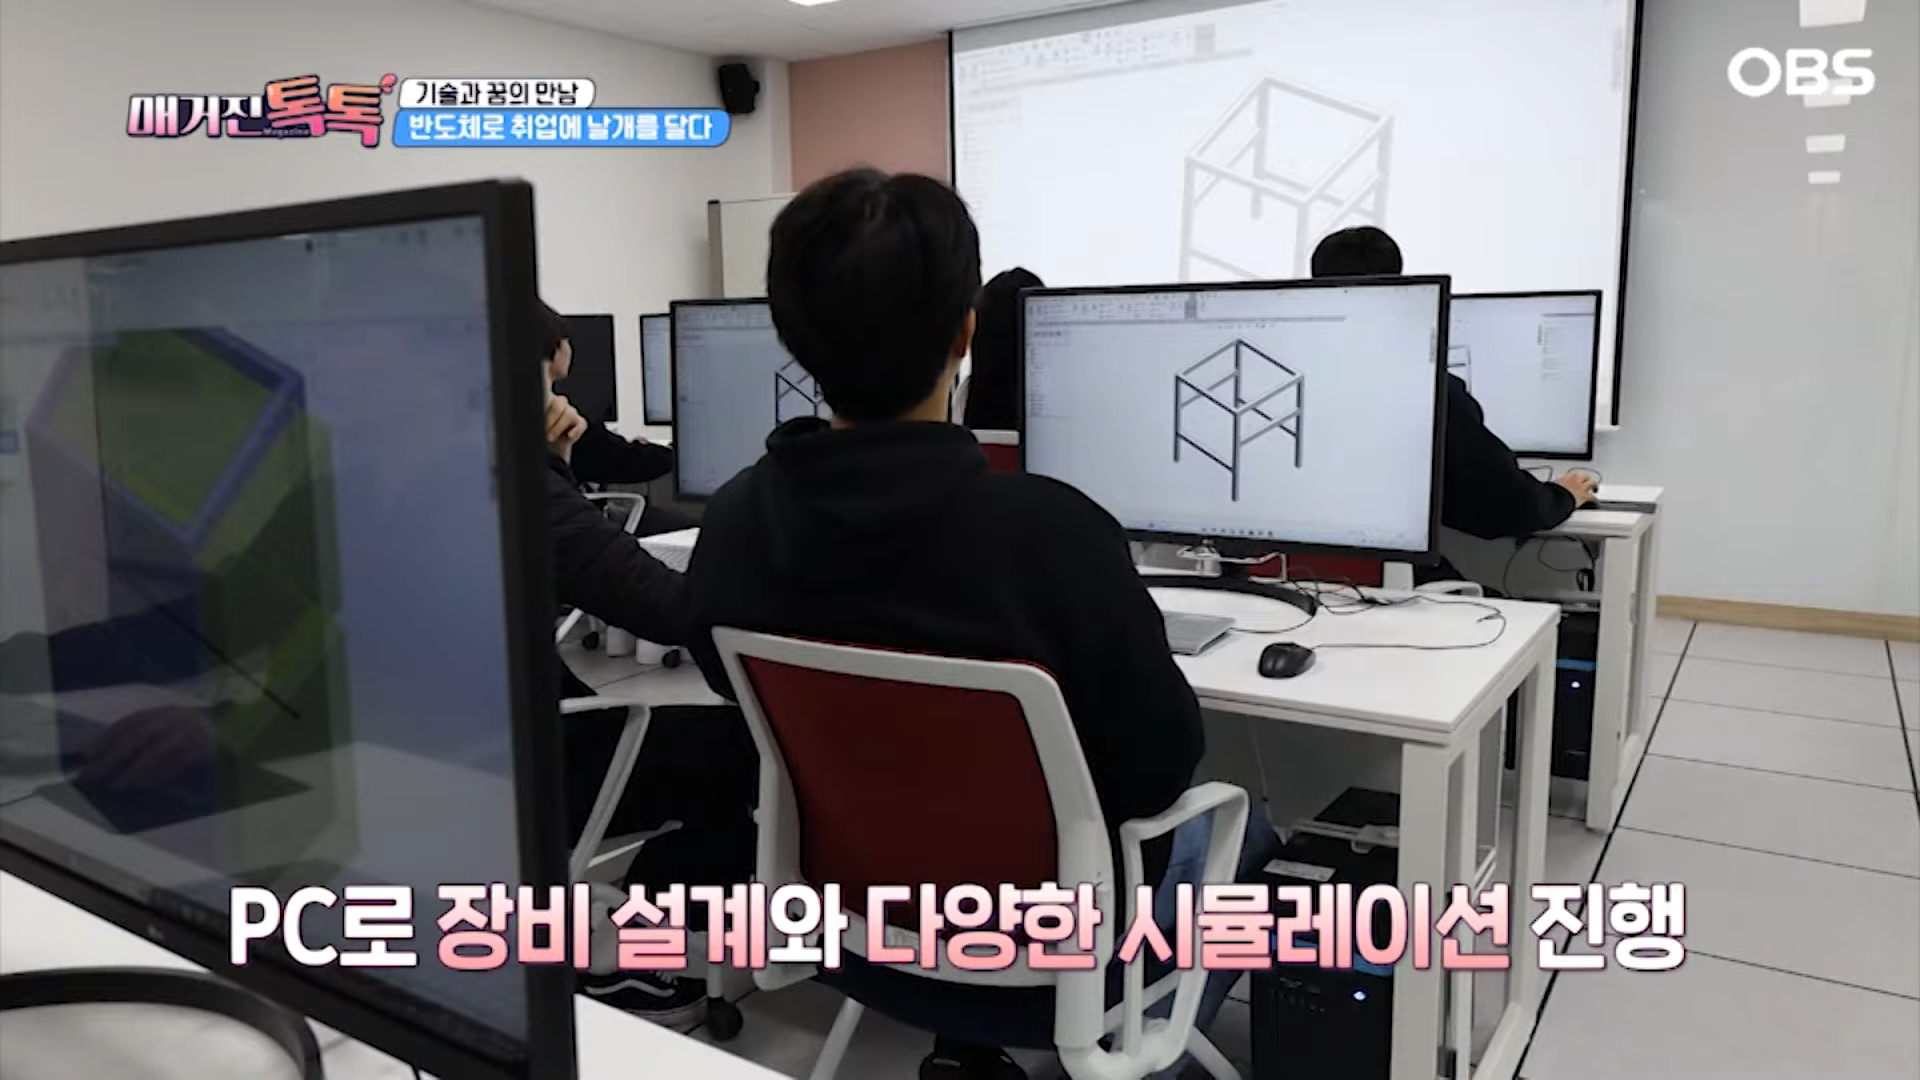 매거진 톡톡
Magazine
기술과 꿈의 만남
반도체로 취업에 날개를 달다
OBS
PC로 장비 설계와 다양한 시뮬레이션 진행